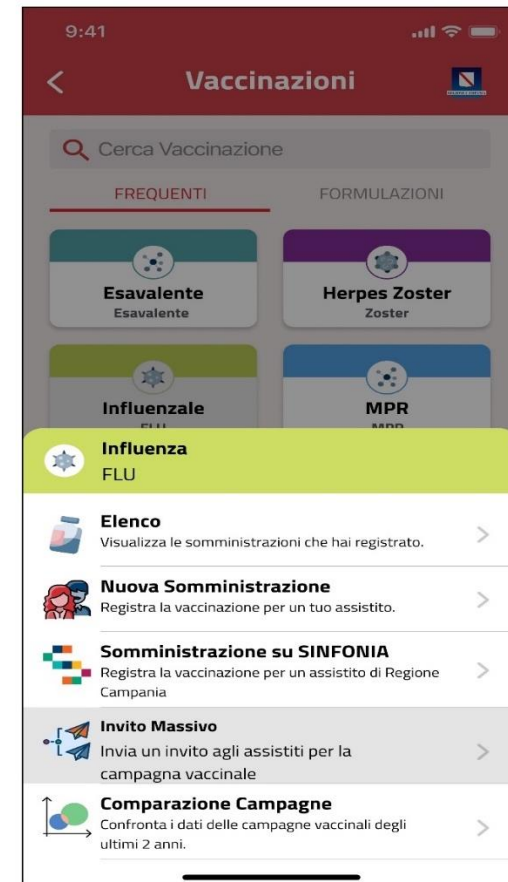 9:41
Vaccinazioni
Cerca Vaccinazione
FREQUENTI
FORMULAZIONI
Esavalente
Esavalente
Herpes Zoster
Zoster
Influenzale
FLU
MPR
MPR
Influenza
FLU
Elenco
Visualizza le somministrazioni che hai registrato.
Nuova Somministrazione
Registra la vaccinazione per un tuo assistito.
Somministrazione su SINFONIA
Registra la vaccinazione per un assistito di Regione
Campania
Invito Massivo
Invia un invito agli assistiti per la
campagna vaccinale
Comparazione Campagne
Confronta i dati delle campagne vaccinali degli
ultimi 2 anni.